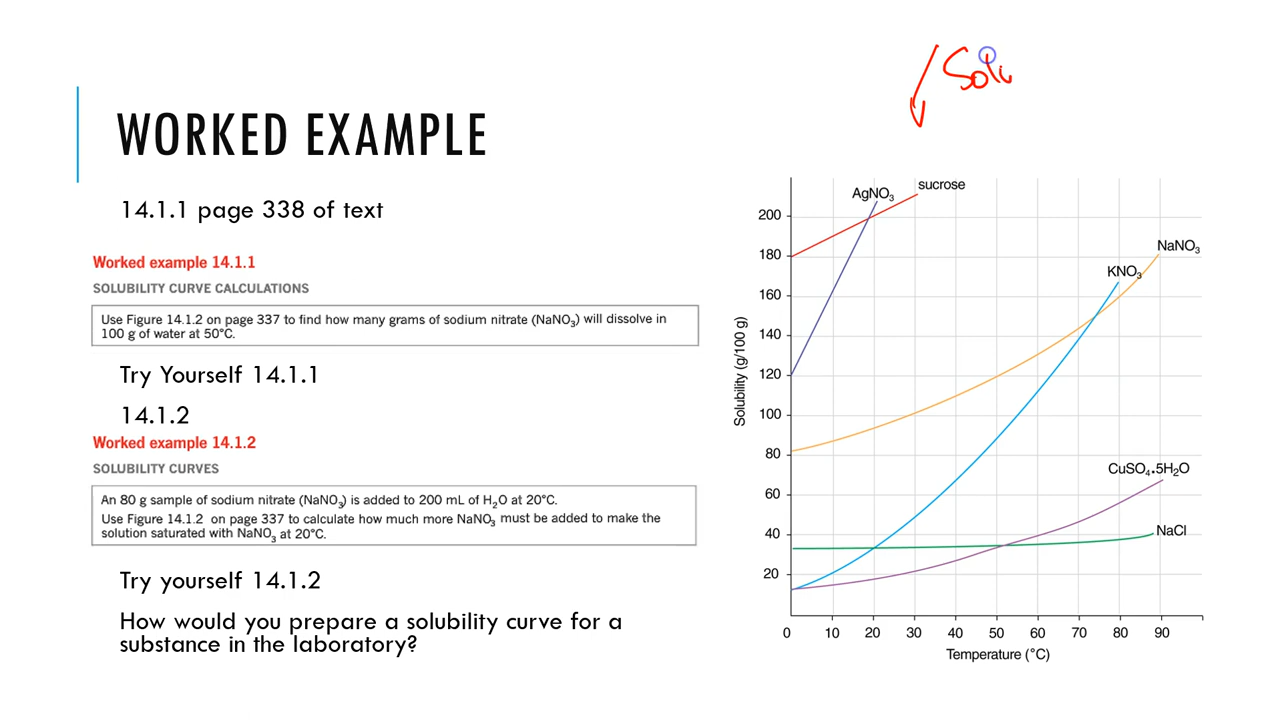 Solu
WORKED EXAMPLE
14.1.1 page 338 of text
Worked example 14.1.1
SOLUBILITY CURVE CALCULATIONS
Use Figure 14.1.2 on page 337 to find how many grams of sodium nitrate (NaNO₃) will dissolve in
100 g of water at 50°C.
Try Yourself 14.1.1
14.1.2
Worked example 14.1.2
SOLUBILITY CURVES
An 80 g sample of sodium nitrate (NaNO₃) is added to 200 mL of H₂O at 20°C.
Use Figure 14.1.2 on page 337 to calculate how much more NaNO₃ must be added to make the
solution saturated with NaNO₃ at 20°C.
Try yourself 14.1.2
How would you prepare a solubility curve for a
substance in the laboratory?
Solubility (g/100 g)
200
180
160
140
120
100
80
60
40
20
AgNO₃
sucrose
NaNO₃
KNO₃
CuSO₄.5H₂O
NaCl
0 10 20 30 40 50 60 70 80 90
Temperature (°C)